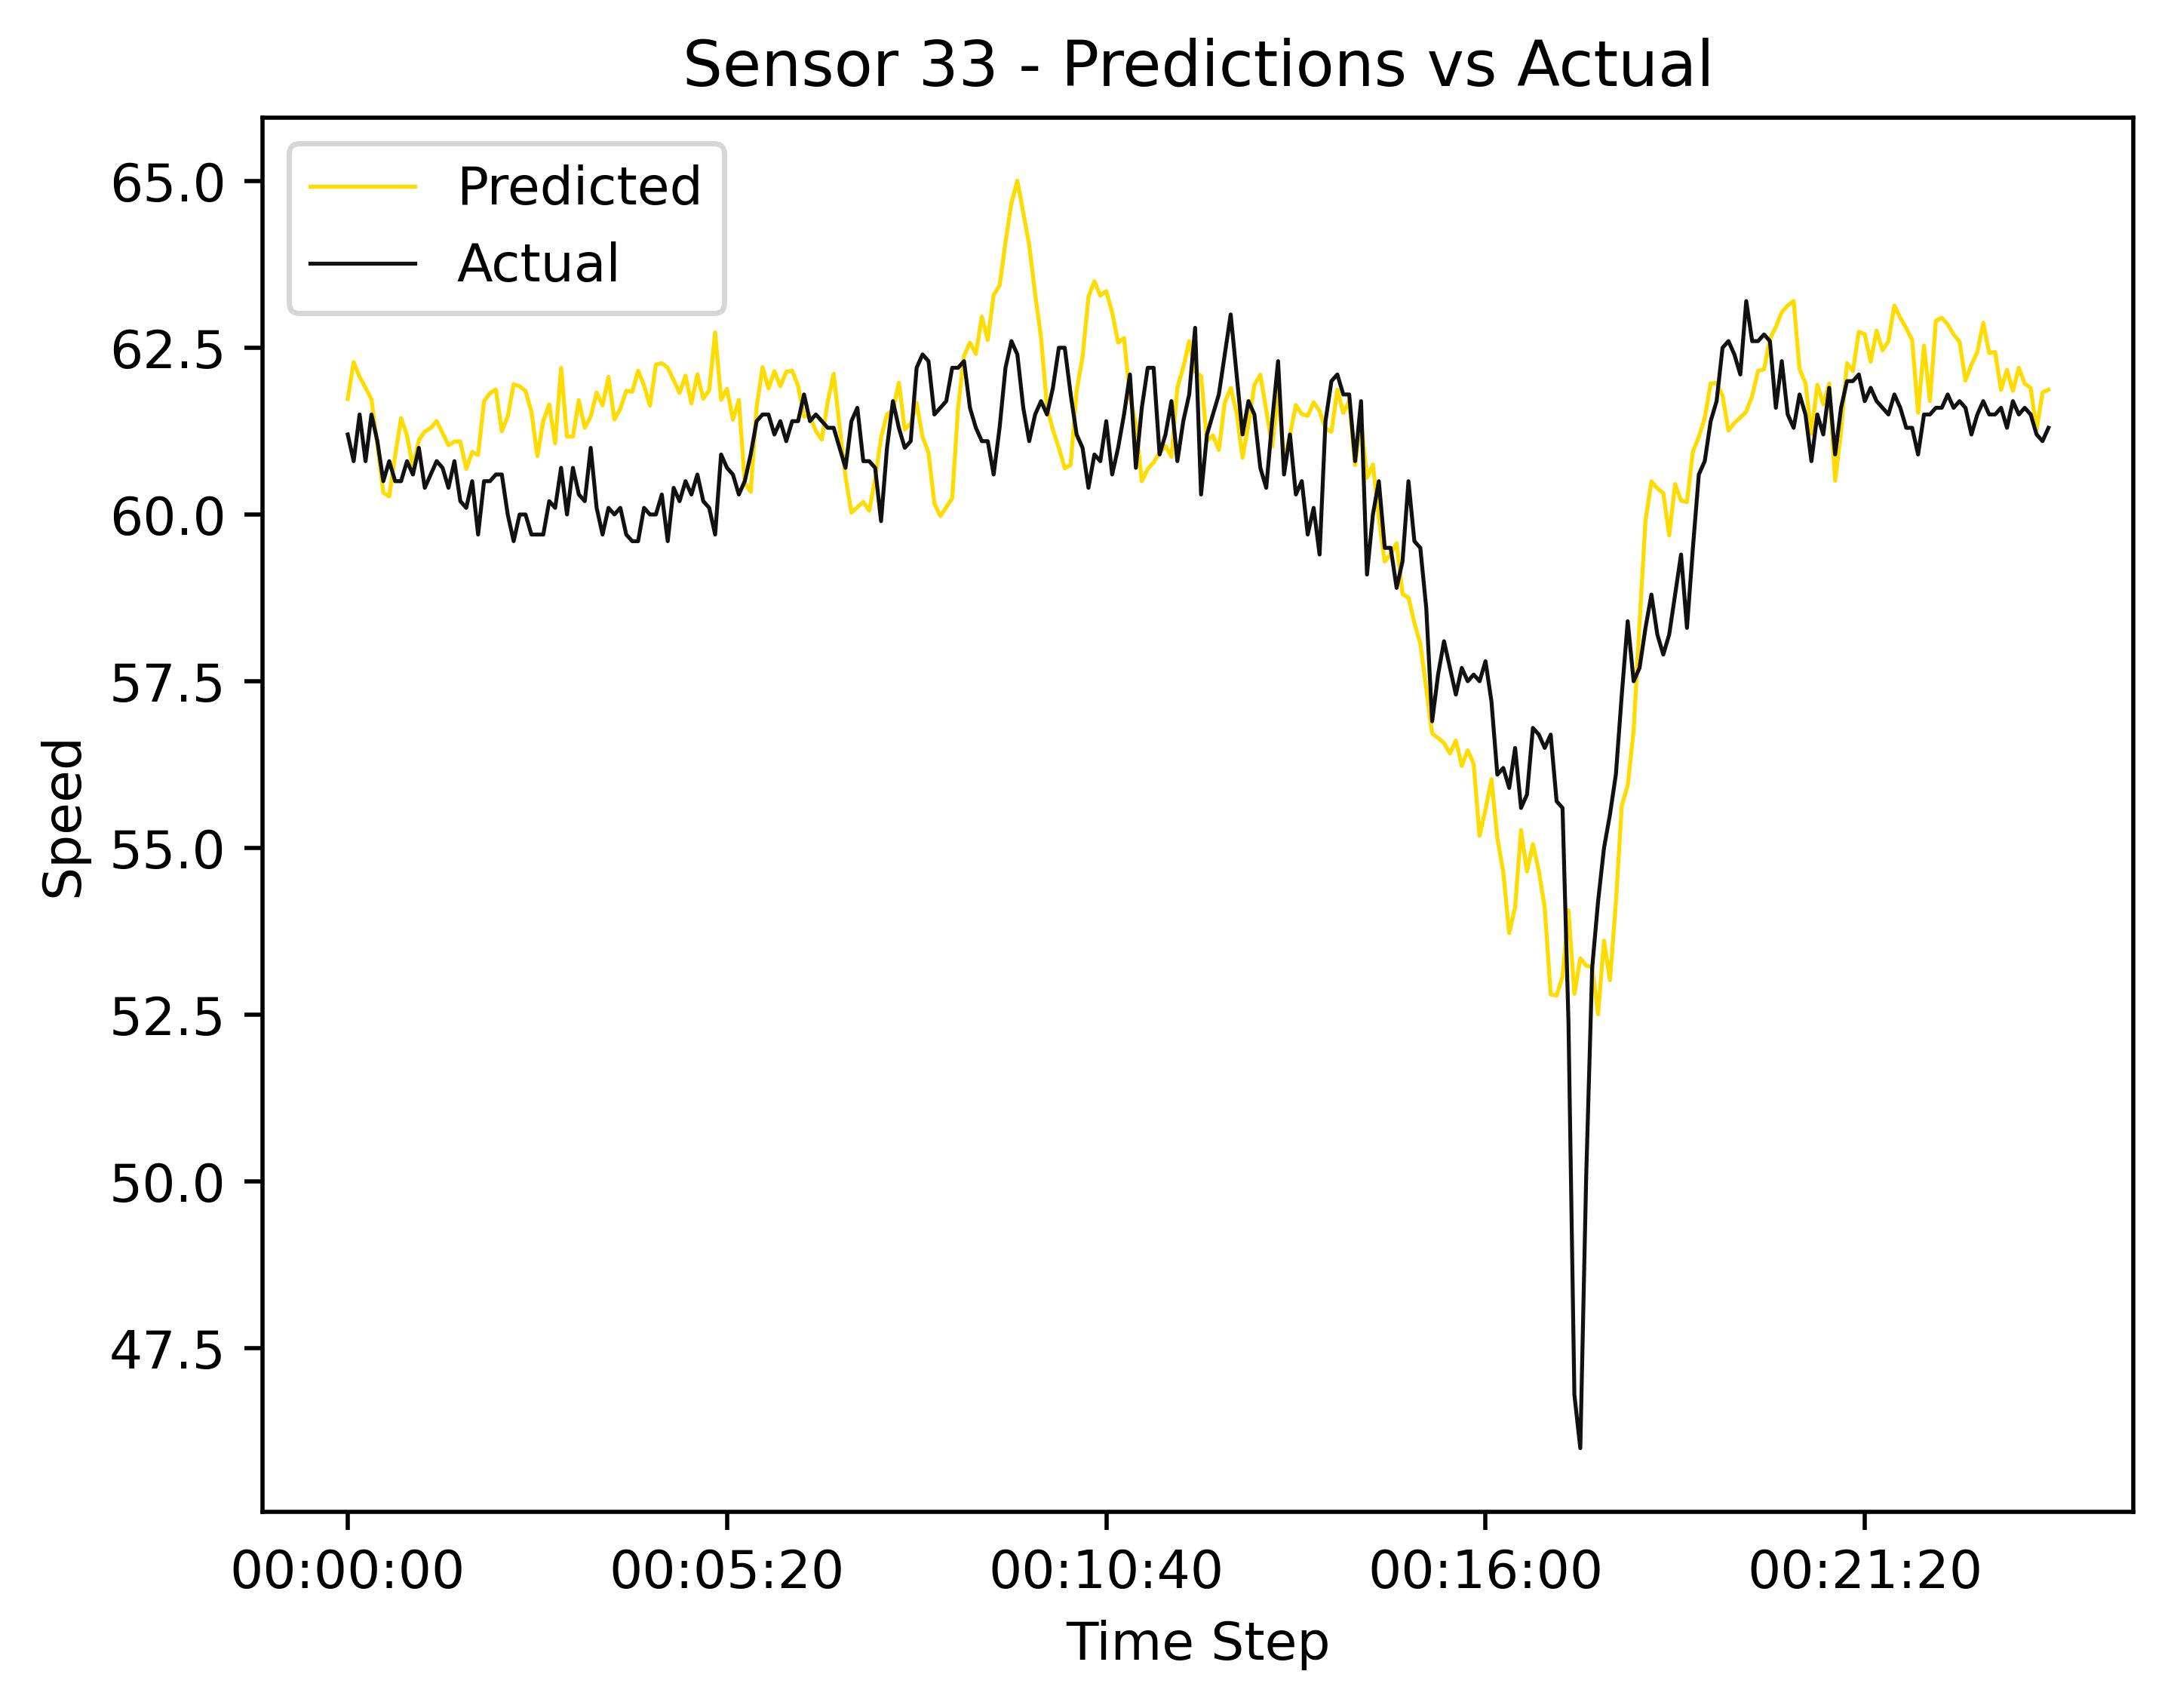 Sensor 33 - Predictions vs Actual
Predicted
Actual
65.0
62.5
60.0
57.5
55.0
52.5
50.0
47.5
Speed
00:00:00 00:05:20 00:10:40 00:16:00 00:21:20
Time Step